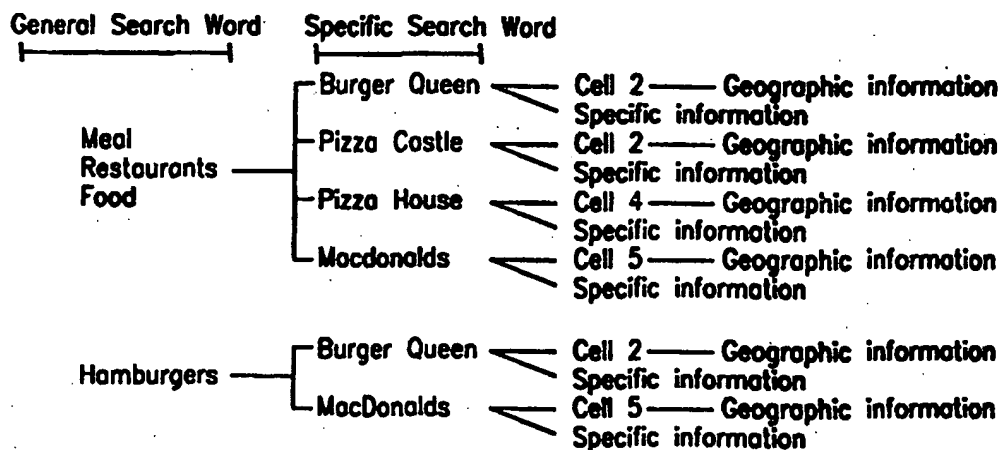 General Search Word Specific Search Word
Burger Queen Cell 2 Geographic information
Specific information
Meal
Pizza Castle Cell 2 Geographic information
Restaurants Specific information
Food
Pizza House Cell 4 Geographic information
Specific information
Macdonalds Cell 5 Geographic information
Specific information
Burger Queen Cell 2 Geographic information
Hamburgers Specific information
MacDonalds Cell 5 Geographic information
Specific information